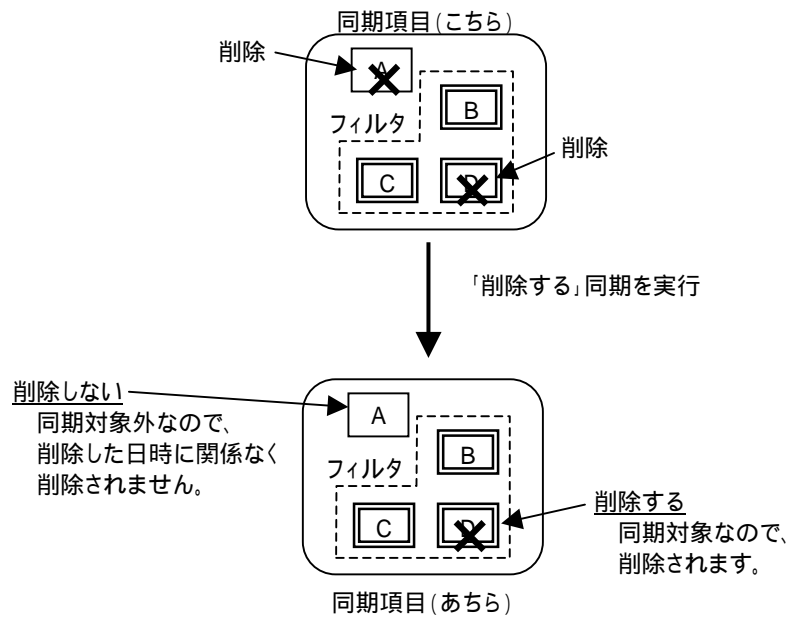 同期項目(こちら)
削除
A
B
フィルタ
削除
C
D
「削除する」同期を実行
削除しない
同期対象外なので、
削除した日時に関係なく
削除されません。
A
B
フィルタ
C
D
削除する
同期対象なので、
削除されます。
同期項目(あちら)